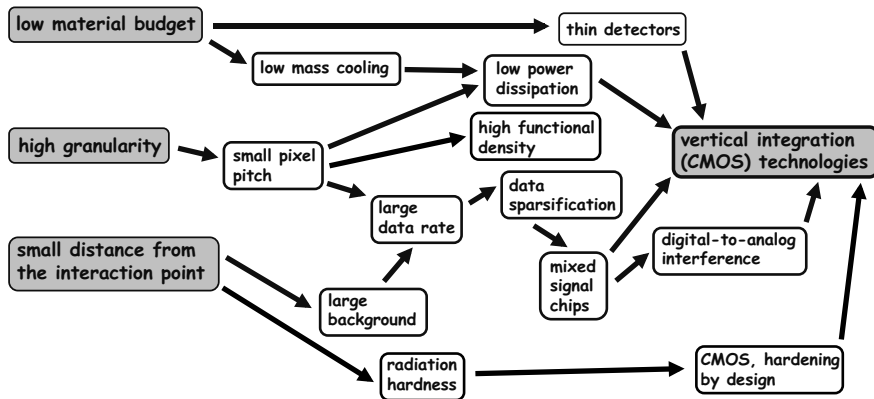 low material budget
thin detectors
low mass cooling
low power
dissipation
high functional
density
vertical integration
(CMOS) technologies
high granularity
small pixel
pitch
data
sparsification
large
data rate
small distance from
the interaction point
digital-to-analog
interference
mixed
signal
chips
large
background
radiation
hardness
CMOS, hardening
by design